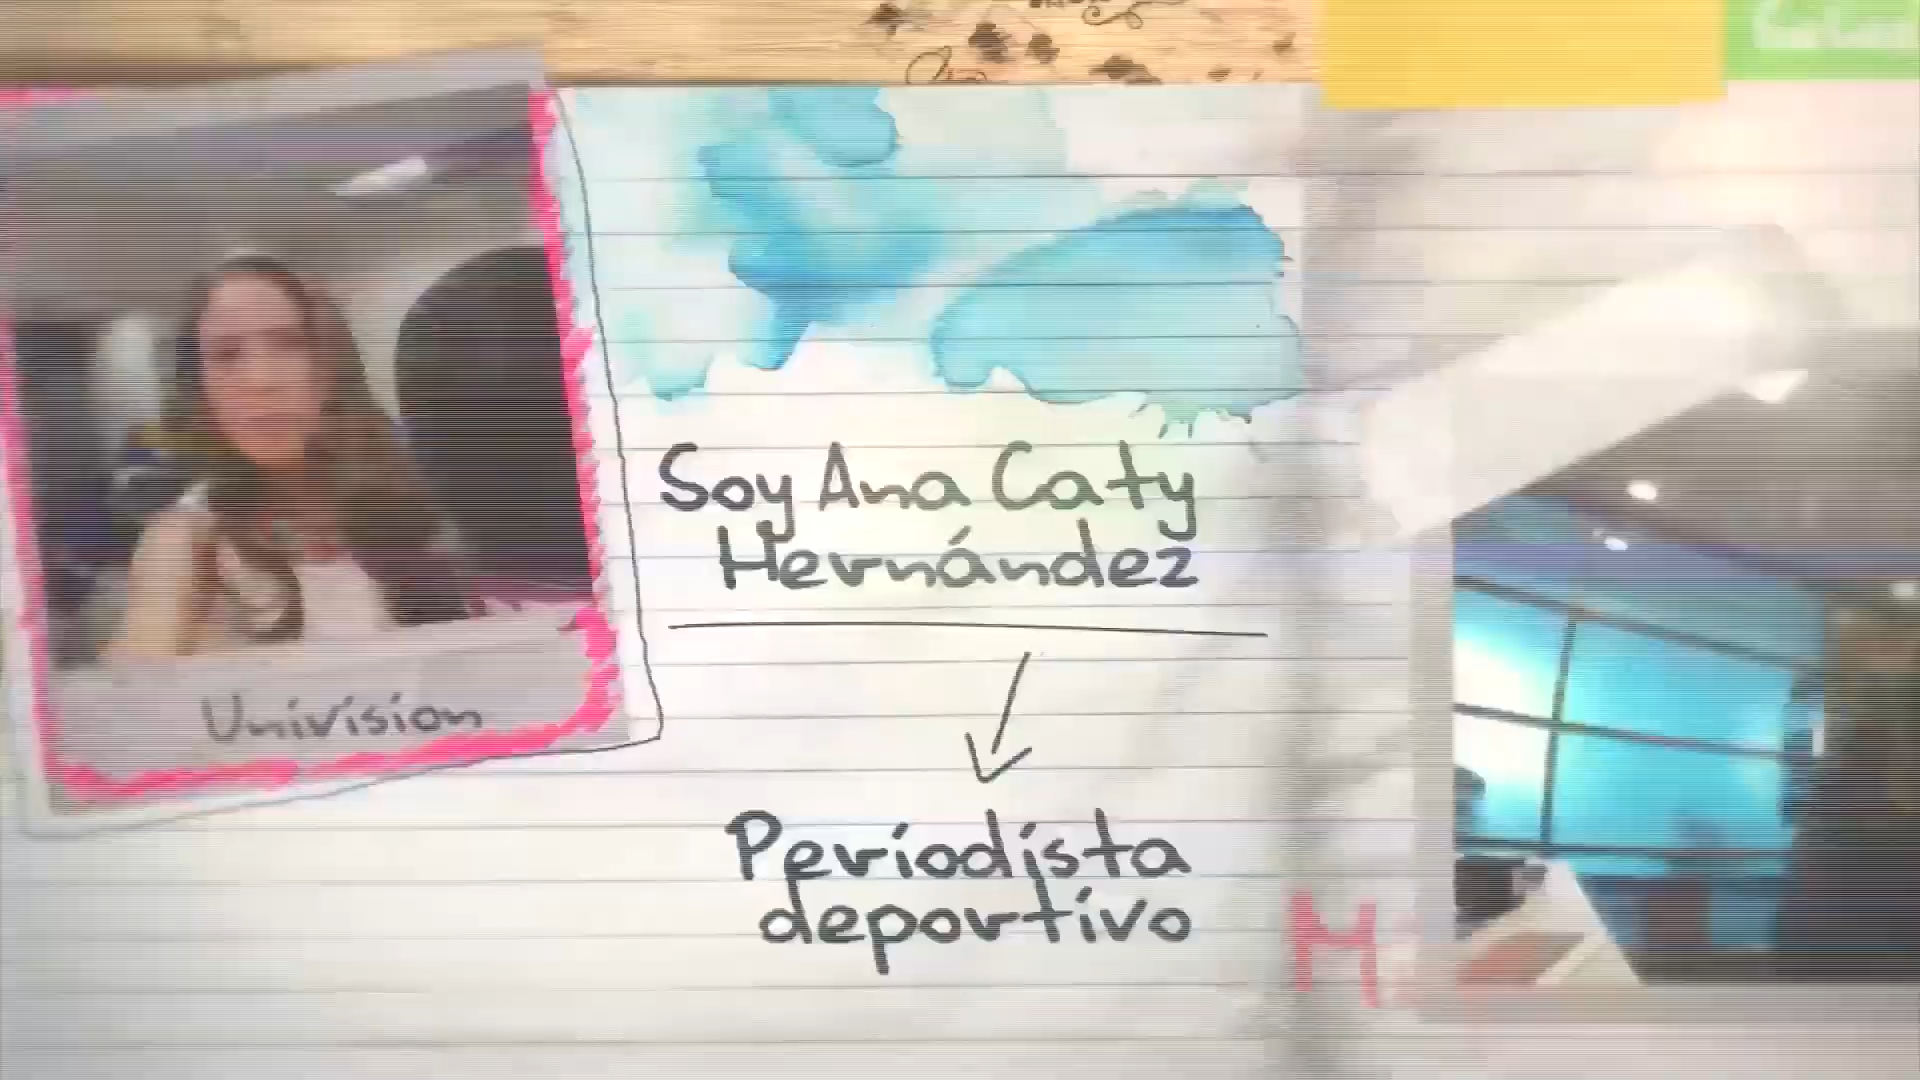 Soy Ana Caty
Hernández
Univision
Periodista
deportivo
M